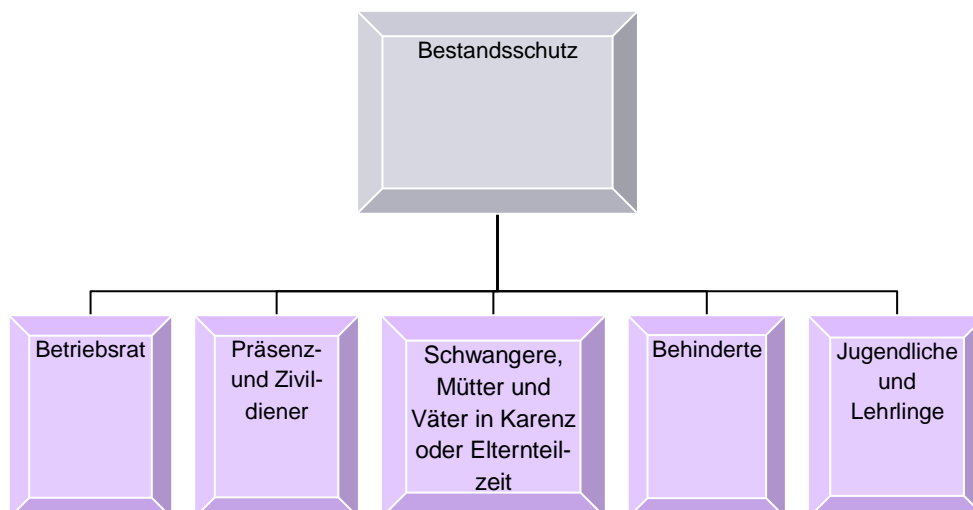 Bestandsschutz
Betriebsrat
Präsenz-
und Zivil-
diener
Schwangere,
Mütter und
Väter in Karenz
oder Elternteil-
zeit
Behinderte
Jugendliche
und
Lehrlinge